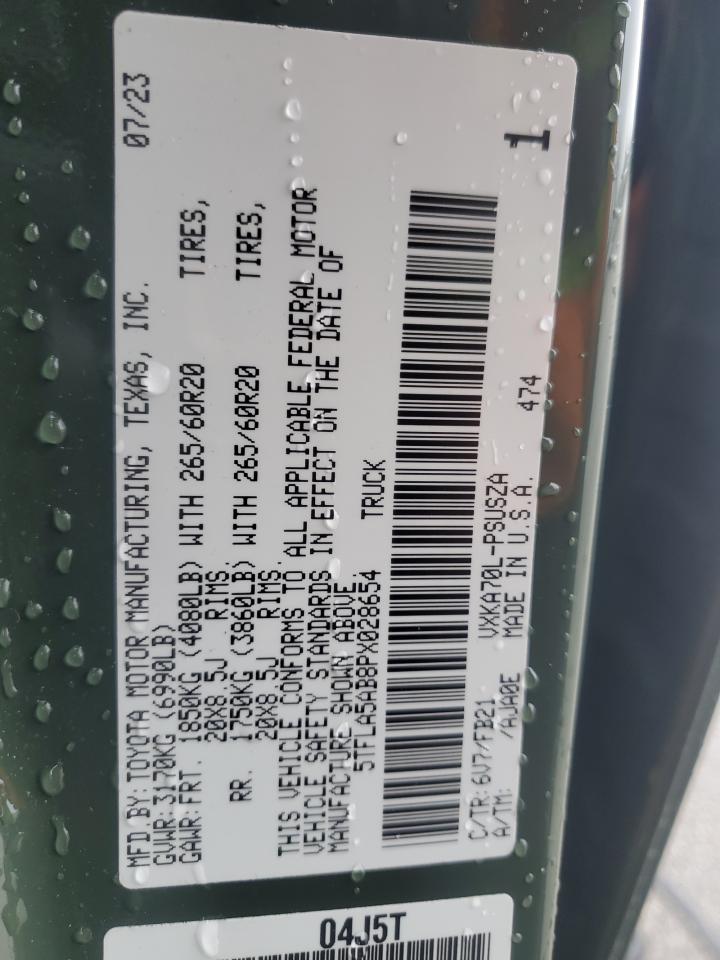 MFD.BY:TOYOTA MOTOR MANUFACTURING, TEXAS, INC. 07/23
GVWR:3170KG (6990LB)
GAWR:FRT. 1850KG (4080LB) WITH 265/60R20 TIRES,
20X8.5J RIMS.
RR. 1750KG (3860LB) WITH 265/60R20 TIRES,
20X8.5J RIMS.
THIS VEHICLE CONFORMS TO ALL APPLICABLE FEDERAL MOTOR
VEHICLE SAFETY STANDARDS IN EFFECT ON THE DATE OF
MANUFACTURE SHOWN ABOVE
5TFLA5AB8PX028654 TRUCK
C/TR:6V7/FB21 VXKA70L-PSUSZA
A/TM: /AJA0E MADE IN U.S.A. 474
1
04J5T